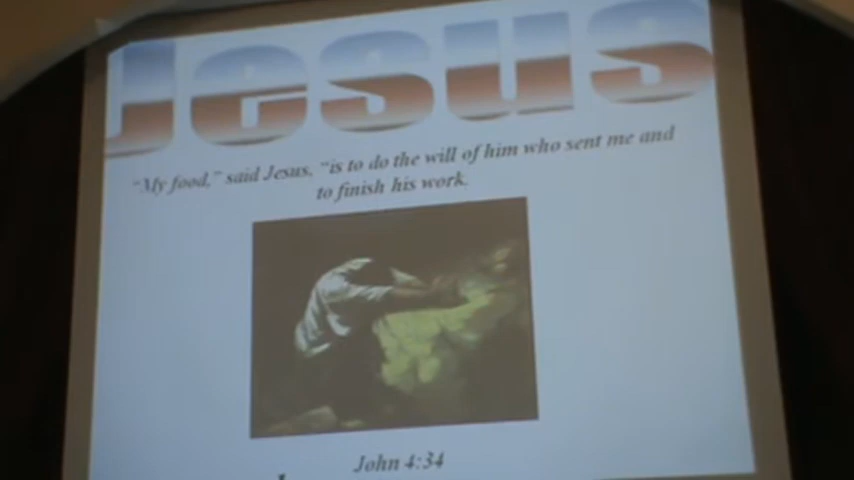 Jesus
"My food," said Jesus, "is to do the will of him who sent me and
to finish his work.
John 4:34